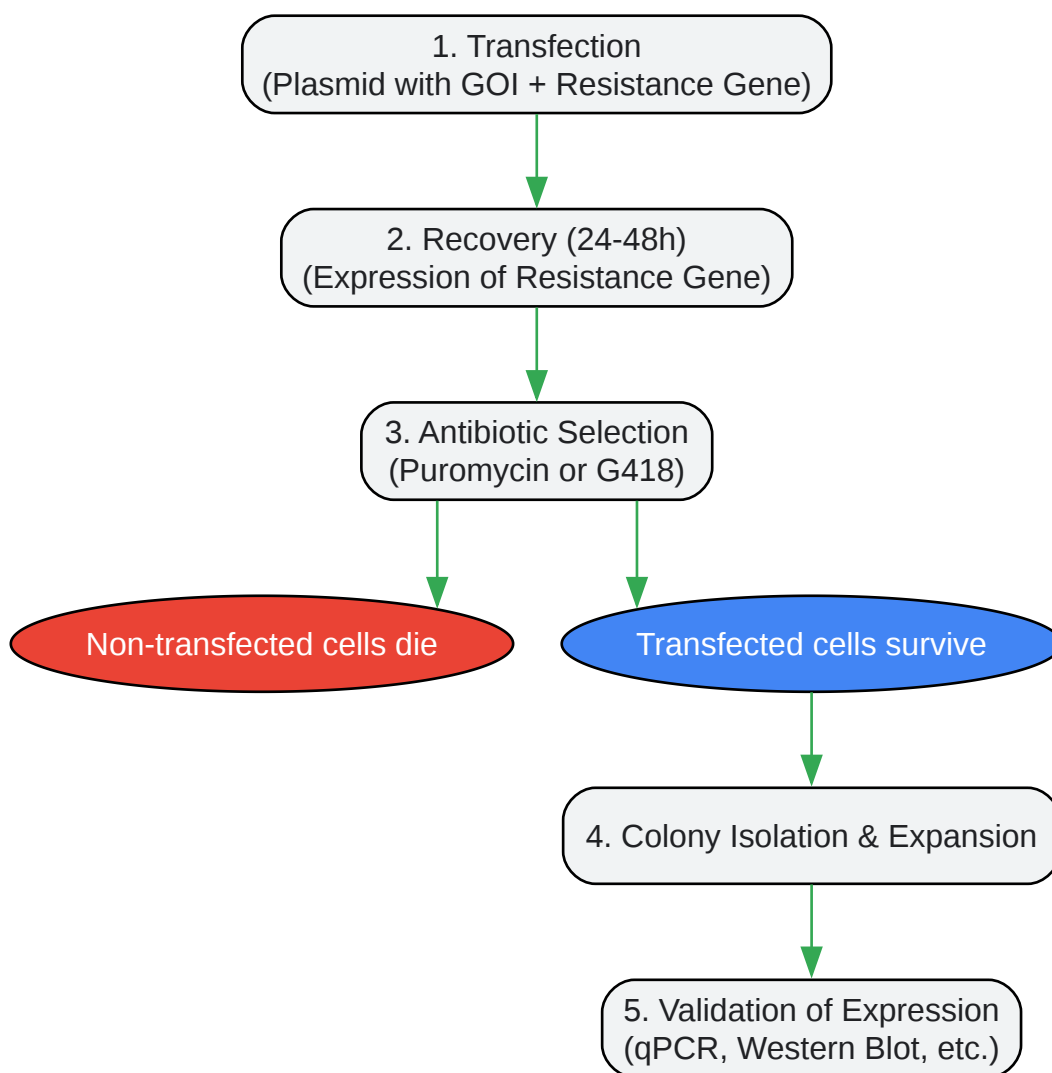 1. Transfection
(Plasmid with GOI + Resistance Gene)
2. Recovery (24-48h)
(Expression of Resistance Gene)
3. Antibiotic Selection
(Puromycin or G418)
Non-transfected cells die
Transfected cells survive
4. Colony Isolation & Expansion
5. Validation of Expression
(qPCR, Western Blot, etc.)